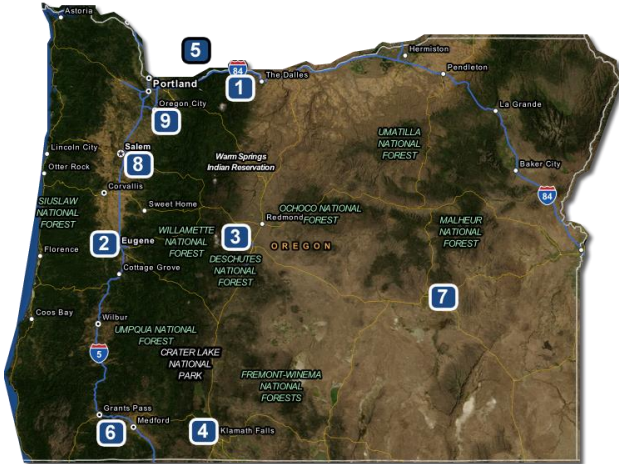 Astoria
5
Hermiston
84
The Dalles
Pendleton
Portland
1
Oregon City
La Grande
9
UMATILLA
NATIONAL
FOREST
Lincoln City
Salem
8
Warm Springs
Indian Reservation
Otter Rock
Baker City
Corvallis
84
SIUSLAW
NATIONAL
FOREST
Sweet Home
OCHOCO NATIONAL
FOREST
Redmond
MALHEUR
NATIONAL
FOREST
WILLAMETTE
NATIONAL
FOREST
2
Eugene
3
OREGON
Florence
DESCHUTES
NATIONAL
FOREST
Cottage Grove
7
Coos Bay
Wilbur
UMPQUA NATIONAL
FOREST
5
CRATER LAKE
NATIONAL
PARK
FREMONT-WINEMA
NATIONAL
FORESTS
Grants Pass
6
Medford
4
Klamath Falls